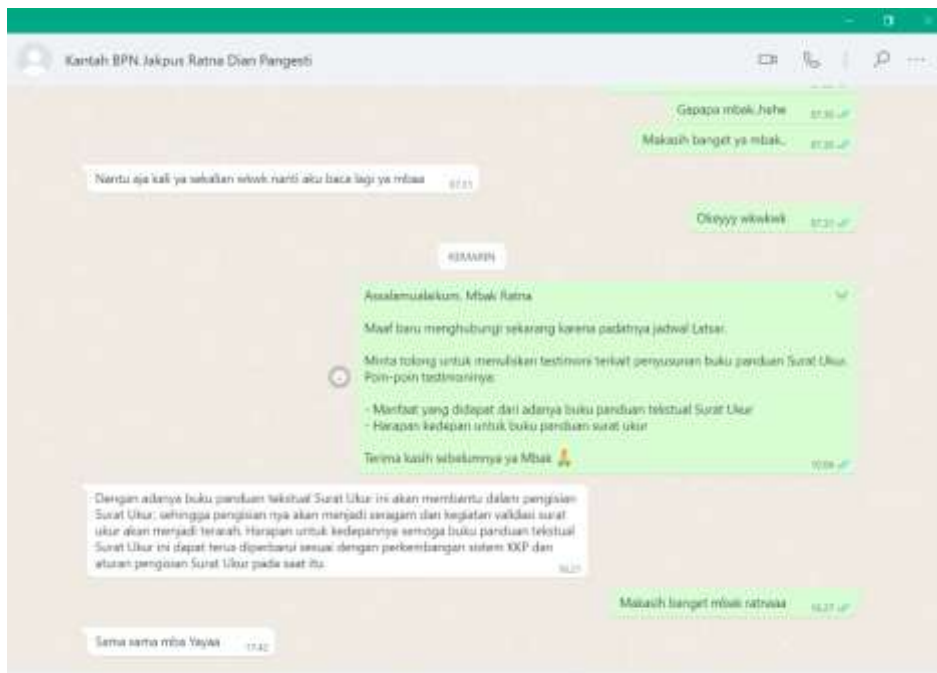 Kantah BPN Jakpus Ratna Dian Pangesti
Gapapa mbak..hehe
Makasih banget ya mbak..
Nantu aja kali ya sekalian wkwk nanti aku baca lagi ya mbaa
Okeyyy wkwkwk
KEMARIN
Assalamualaikum, Mbak Ratna
Maaf baru menghubungi sekarang karena padatnya jadwal Latsar.
Minta tolong untuk menuliskan testimoni terkait penyusunan buku panduan Surat Ukur.
Poin-poin testimoninya:
- Manfaat yang didapat dari adanya buku panduan tekstual Surat Ukur
- Harapan kedepan untuk buku panduan surat ukur
Terima kasih sebelumnya ya Mbak 🙏
Dengan adanya buku panduan tekstual Surat Ukur ini akan membantu dalam pengisian
Surat Ukur, sehingga pengisian nya akan menjadi seragam dan kegiatan validasi surat
ukur akan menjadi terarah. Harapan untuk kedepannya semoga buku panduan tekstual
Surat Ukur ini dapat terus diperbarui sesuai dengan perkembangan sistem KKP dan
aturan pengisian Surat Ukur pada saat itu.
Makasih banget mbak ratnaaa
16.27
Sama sama mba Yayaa
17.42